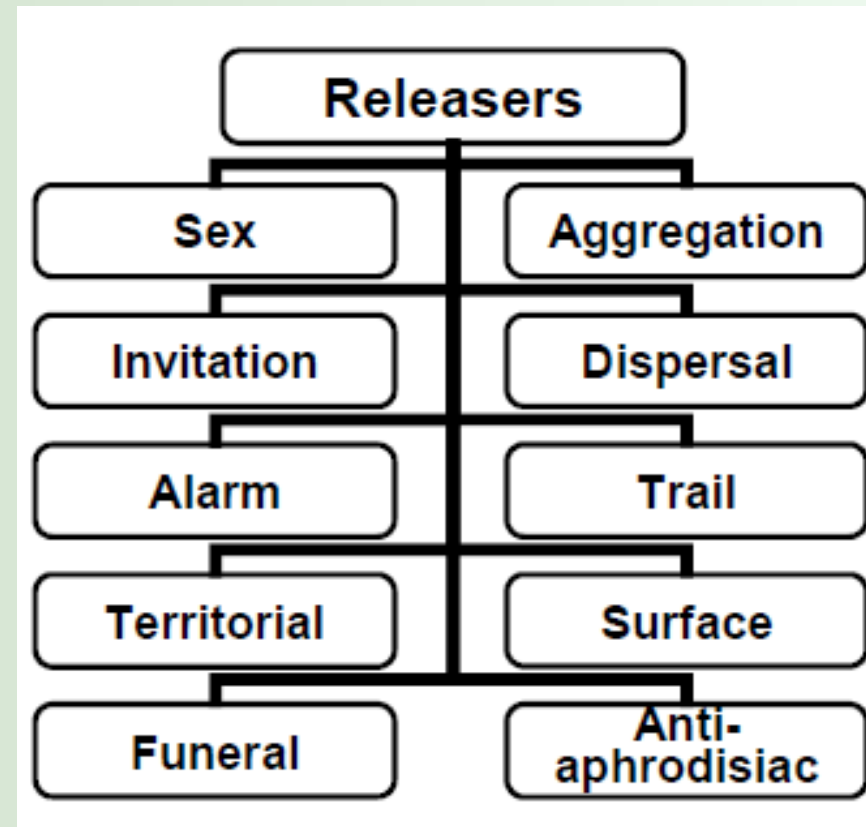 Releasers
Sex
Aggregation
Invitation
Dispersal
Alarm
Trail
Territorial
Surface
Funeral
Anti-
aphrodisiac